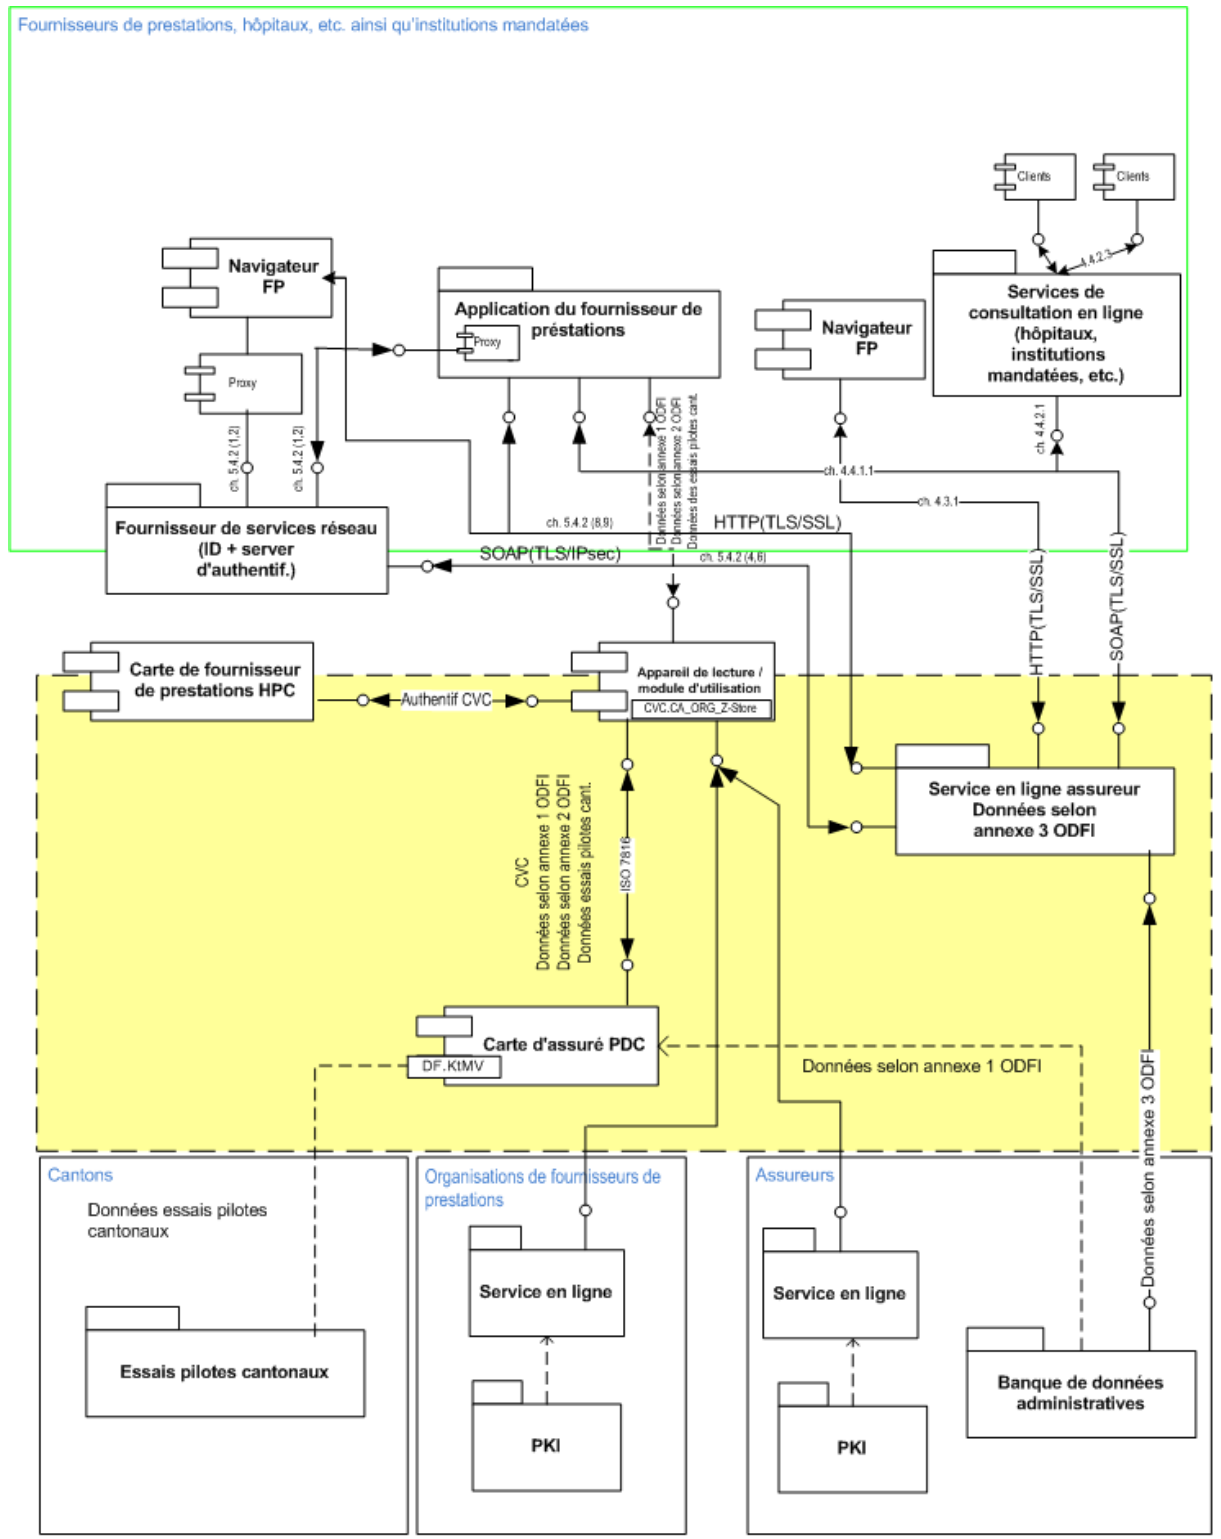 Fournisseurs de prestations, hôpitaux, etc. ainsi qu'institutions mandatées
Clients
Clients
4.4.2.3
Navigateur
FP
Application du fournisseur de
préstations
Proxy
Navigateur
FP
Services de
consultation en ligne
(hôpitaux,
institutions
mandatées, etc.)
Proxy
ch. 5.4.2 (1,2)
ch. 5.4.2 (1,2)
Données selon annexe 1 ODFI
Données selon annexe 2 ODFI
Données des essais pilotes cant.
ch. 4.4.2.1
ch. 4.4.1.1
ch. 4.3.1
Fournisseur de services réseau
(ID + server
d'authentif.)
ch. 5.4.2 (8,9)
HTTP(TLS/SSL)
SOAP(TLS/IPsec)
ch. 5.4.2 (4,6)
HTTP(TLS/SSL)
SOAP(TLS/SSL)
Carte de fournisseur
de prestations HPC
Authentif CVC
Appareil de lecture /
module d'utilisation
CVC.CA_ORG_Z-Store
Service en ligne assureur
Données selon
annexe 3 ODFI
CVC
Données selon annexe 1 ODFI
Données selon annexe 2 ODFI
Données essais pilotes cant.
ISO 7816
Carte d'assuré PDC
DF.KtMV
Données selon annexe 1 ODFI
Données selon annexe 3 ODFI
Cantons
Données essais pilotes
cantonaux
Essais pilotes cantonaux
Organisations de fournisseurs de
prestations
Service en ligne
PKI
Assureurs
Service en ligne
PKI
Banque de données
administratives